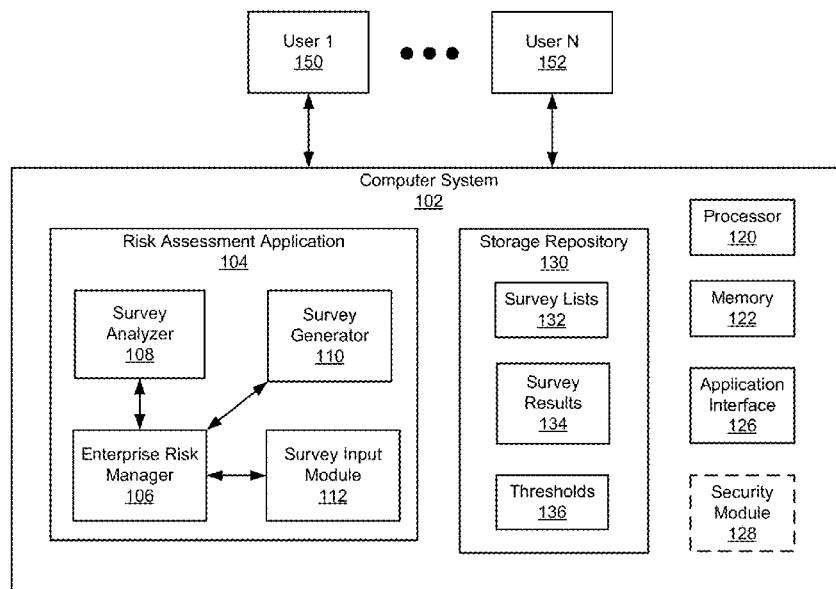 User 1
150
User N
152
Computer System
102
Risk Assessment Application
104
Survey
Analyzer
108
Survey
Generator
110
Enterprise Risk
Manager
106
Survey Input
Module
112
Storage Repository
130
Survey Lists
132
Survey
Results
134
Thresholds
136
Processor
120
Memory
122
Application
Interface
126
Security
Module
128